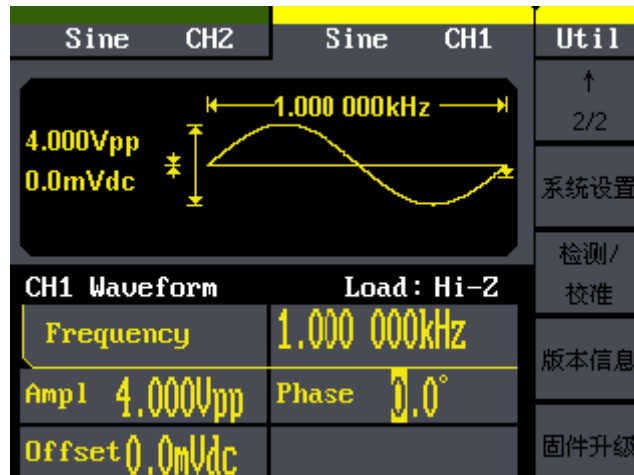 Sine CH2 Sine CH1 Util
↑
2/2
1.000 000kHz
4.000Vpp
0.0mVdc
系统设置
检测/
校准
CH1 Waveform Load: Hi-Z
Frequency 1.000 000kHz
版本信息
Ampl 4.000Vpp Phase 0.0°
Offset 0.0mVdc
固件升级